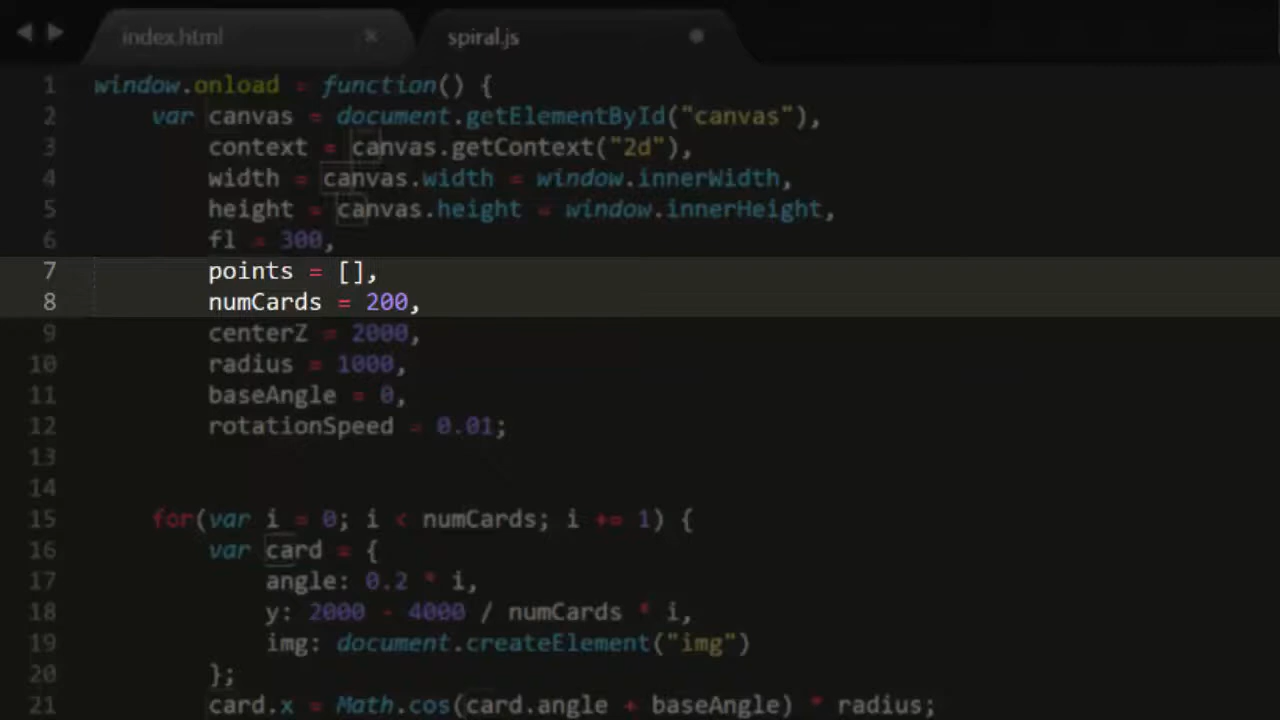 index.html × spiral.js
1 window.onload = function() {
2 var canvas = document.getElementById("canvas"),
3 context = canvas.getContext("2d"),
4 width = canvas.width = window.innerWidth,
5 height = canvas.height = window.innerHeight,
6 fl = 300,
7 points = [],
8 numCards = 200,
9 centerZ = 2000,
10 radius = 1000,
11 baseAngle = 0,
12 rotationSpeed = 0.01;
13
14
15 for(var i = 0; i < numCards; i += 1) {
16 var card = {
17 angle: 0.2 * i,
18 y: 2000 - 4000 / numCards * i,
19 img: document.createElement("img")
20 };
21 card.x = Math.cos(card.angle + baseAngle) * radius;